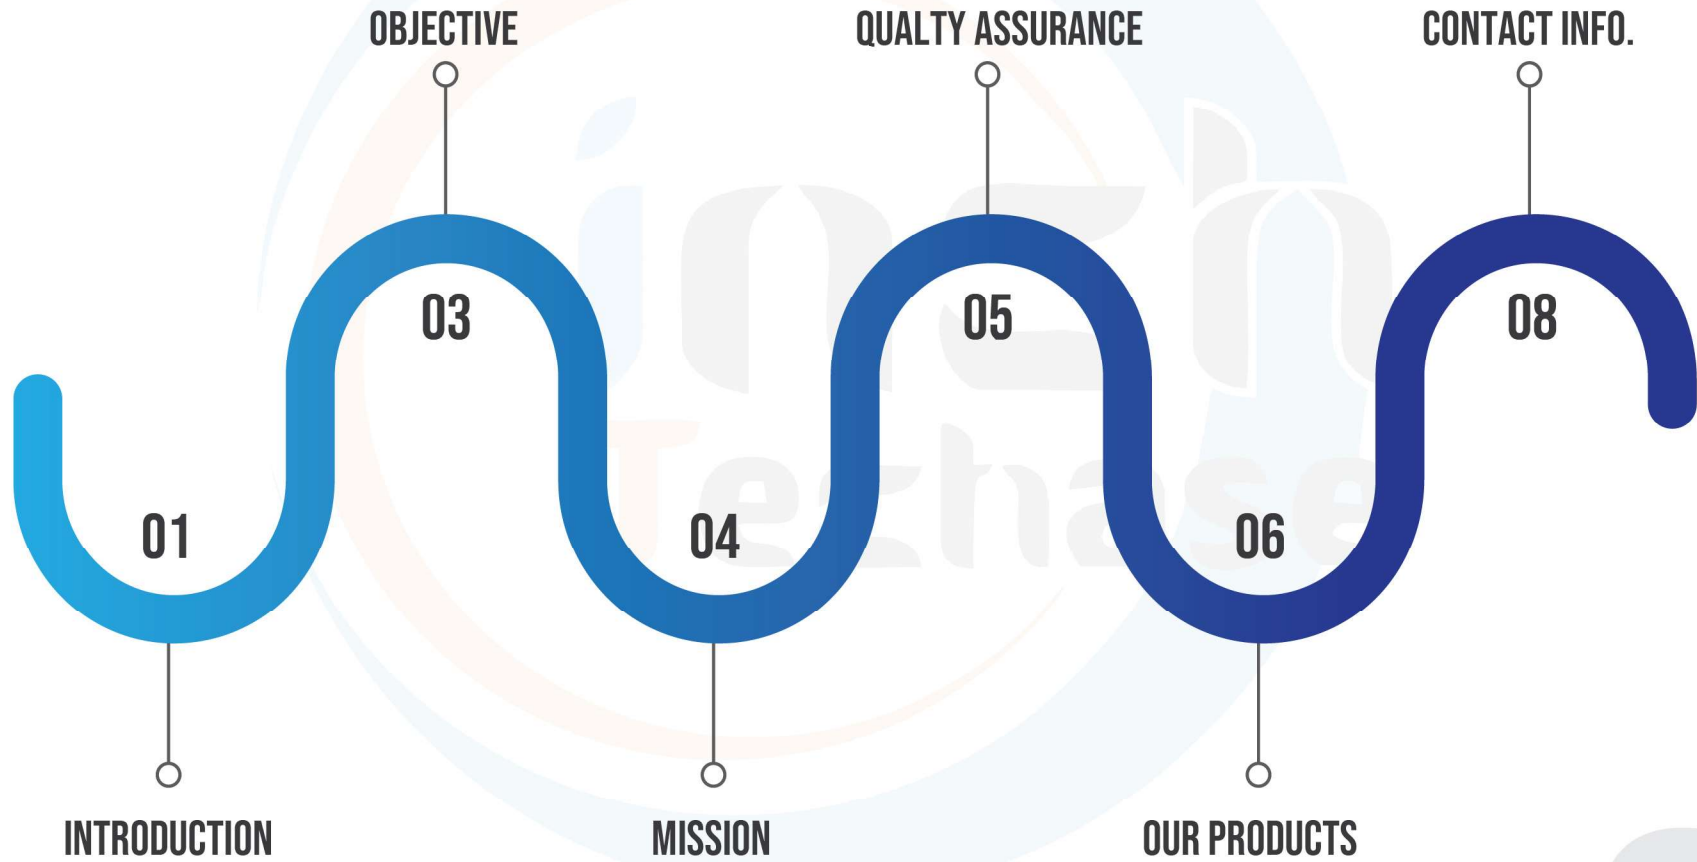 OBJECTIVE
QUALTY ASSURANCE
CONTACT INFO.
03
05
08
01
04
06
INTRODUCTION
MISSION
OUR PRODUCTS